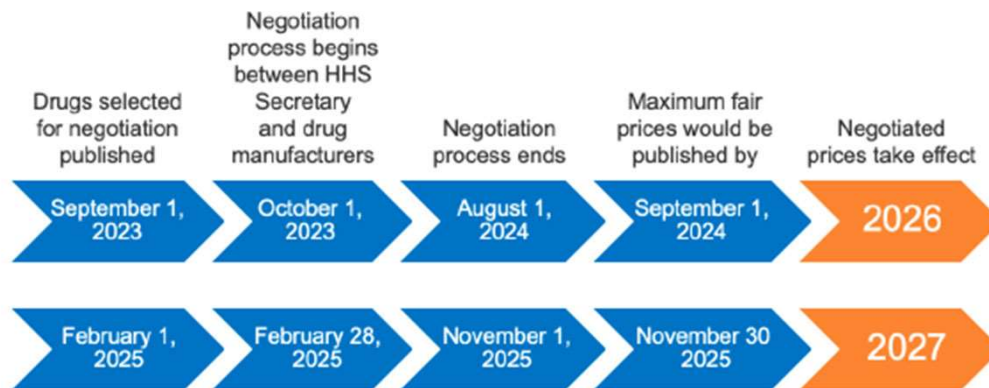 Drugs selected
for negotiation
published
Negotiation
process begins
between HHS
Secretary
and drug
manufacturers
Negotiation
process ends
Maximum fair
prices would be
published by
Negotiated
prices take effect
September 1,
2023
October 1,
2023
August 1,
2024
September 1,
2024
2026
February 1,
2025
February 28,
2025
November 1,
2025
November 30
2025
2027